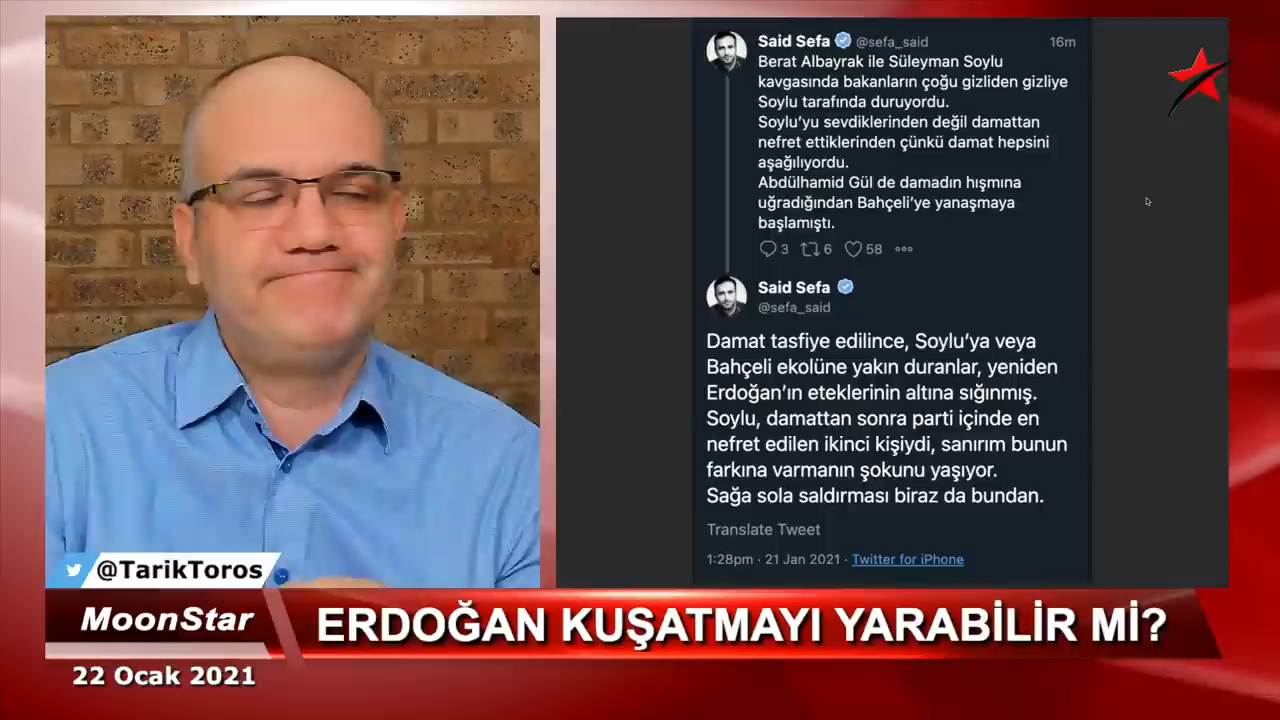 Said Sefa @sefa_said 16m
Berat Albayrak ile Süleyman Soylu
kavgasında bakanların çoğu gizliden gizliye
Soylu tarafında duruyordu.
Soylu'yu sevdiklerinden değil damattan
nefret ettiklerinden çünkü damat hepsini
aşağılıyordu.
Abdülhamid Gül de damadın hışmına
uğradığından Bahçeli'ye yanaşmaya
başlamıştı.
3 6 58
Said Sefa
@sefa_said
Damat tasfiye edilince, Soylu'ya veya
Bahçeli ekolüne yakın duranlar, yeniden
Erdoğan'ın eteklerinin altına sığınmış.
Soylu, damattan sonra parti içinde en
nefret edilen ikinci kişiydi, sanırım bunun
farkına varmanın şokunu yaşıyor.
Sağa sola saldırması biraz da bundan.
Translate Tweet
1:28pm · 21 Jan 2021 · Twitter for iPhone
@TarikToros
MoonStar
ERDOĞAN KUŞATMAYI YARABİLİR Mİ?
22 Ocak 2021